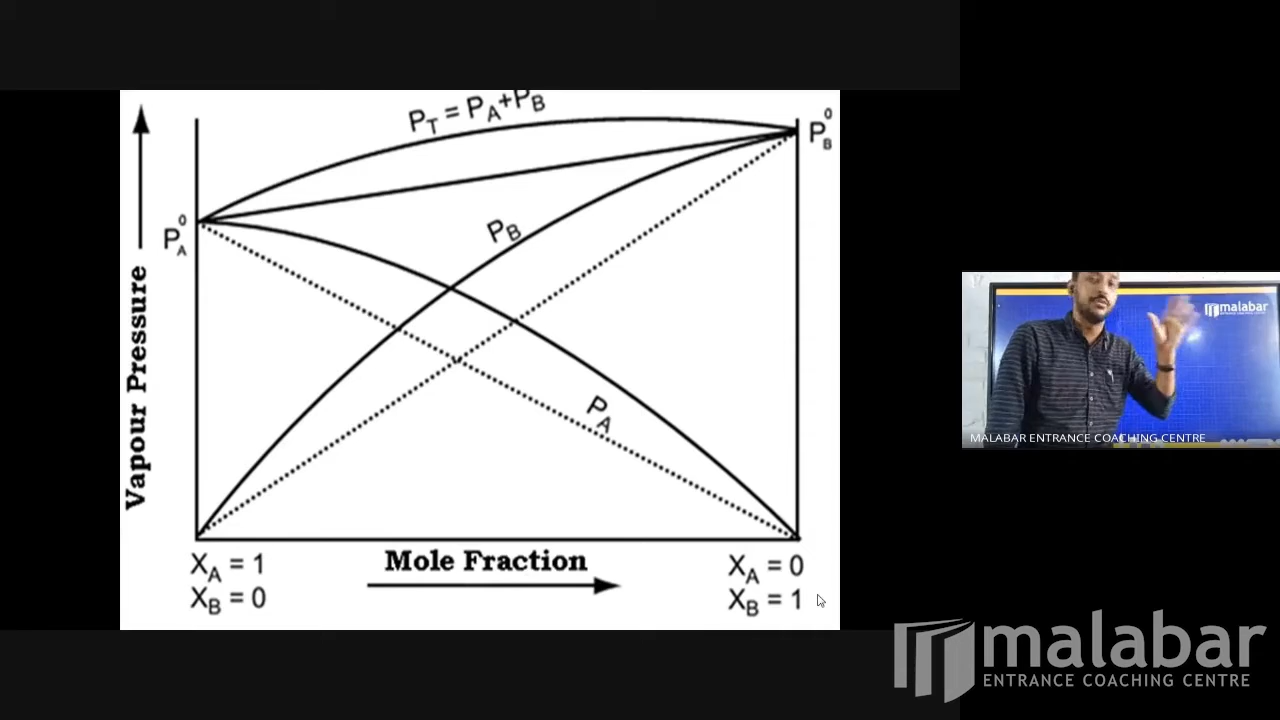 P_T = P_A+P_B
P_B^0
P_A^0
P_B
P_A
Vapour Pressure
Mole Fraction
X_A = 1
X_B = 0
X_A = 0
X_B = 1
malabar
MALABAR ENTRANCE COACHING CENTRE
malabar
ENTRANCE COACHING CENTRE